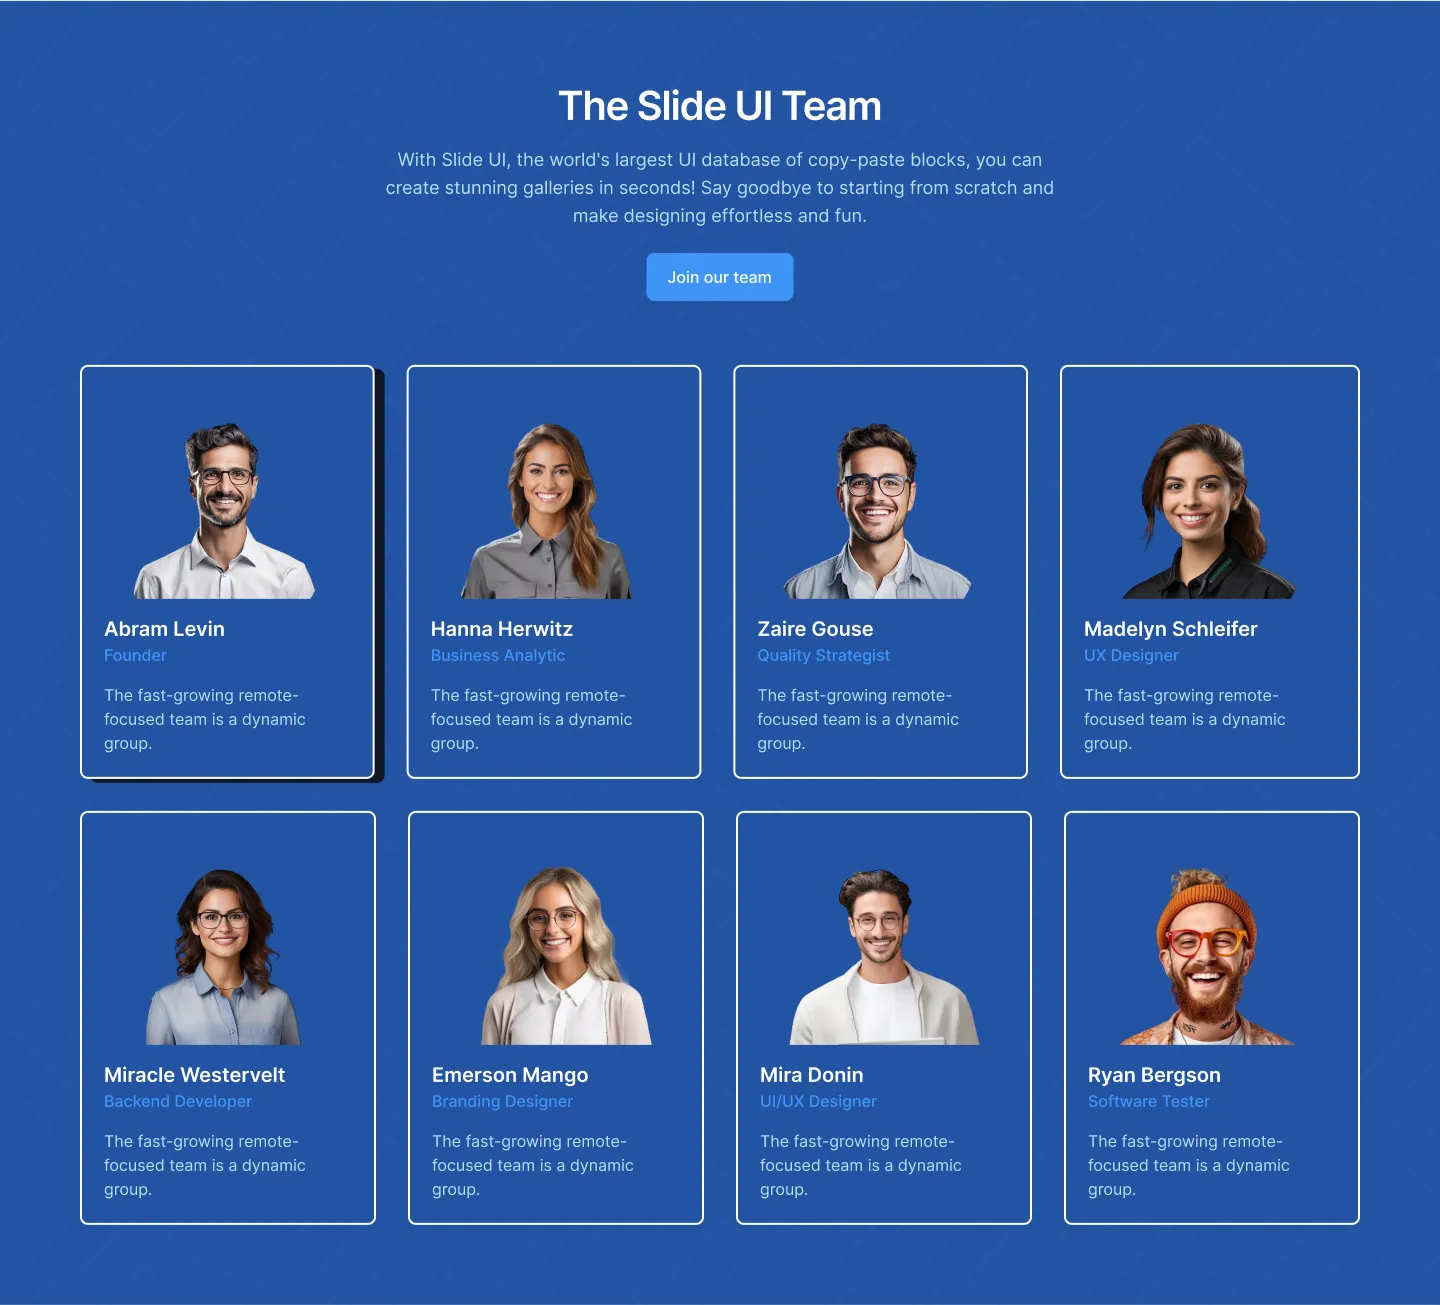 The Slide UI Team
With Slide UI, the world's largest UI database of copy-paste blocks, you can
create stunning galleries in seconds! Say goodbye to starting from scratch and
make designing effortless and fun.
Join our team
Abram Levin
Founder
The fast-growing remote-
focused team is a dynamic
group.
Hanna Herwitz
Business Analytic
The fast-growing remote-
focused team is a dynamic
group.
Zaire Gouse
Quality Strategist
The fast-growing remote-
focused team is a dynamic
group.
Madelyn Schleifer
UX Designer
The fast-growing remote-
focused team is a dynamic
group.
Miracle Westervelt
Backend Developer
The fast-growing remote-
focused team is a dynamic
group.
Emerson Mango
Branding Designer
The fast-growing remote-
focused team is a dynamic
group.
Mira Donin
UI/UX Designer
The fast-growing remote-
focused team is a dynamic
group.
Ryan Bergson
Software Tester
The fast-growing remote-
focused team is a dynamic
group.